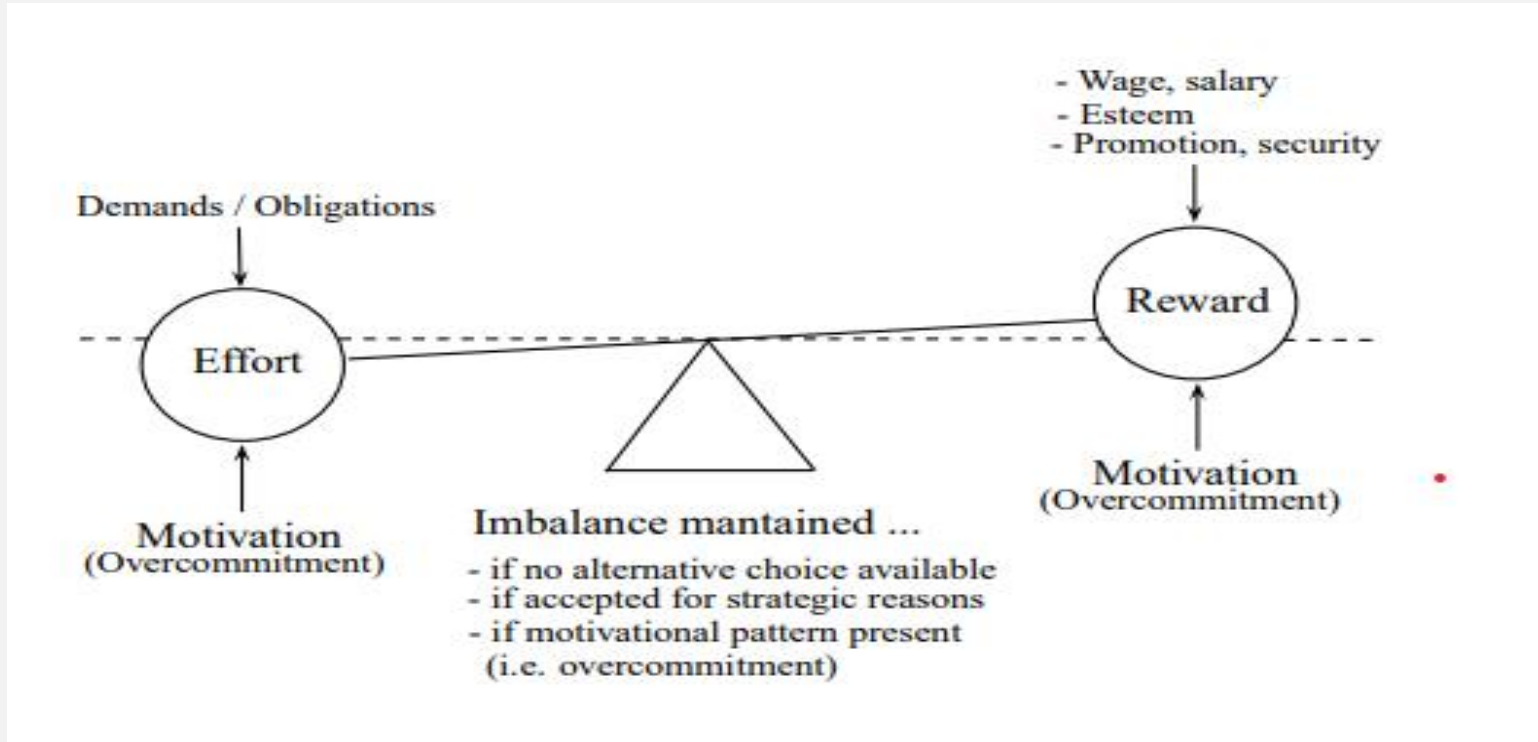 - Wage, salary
- Esteem
- Promotion, security
Demands / Obligations
Reward
Effort
Motivation
(Overcommitment)
Motivation
(Overcommitment)
Imbalance mantained ...
- if no alternative choice available
- if accepted for strategic reasons
- if motivational pattern present
(i.e. overcommitment)